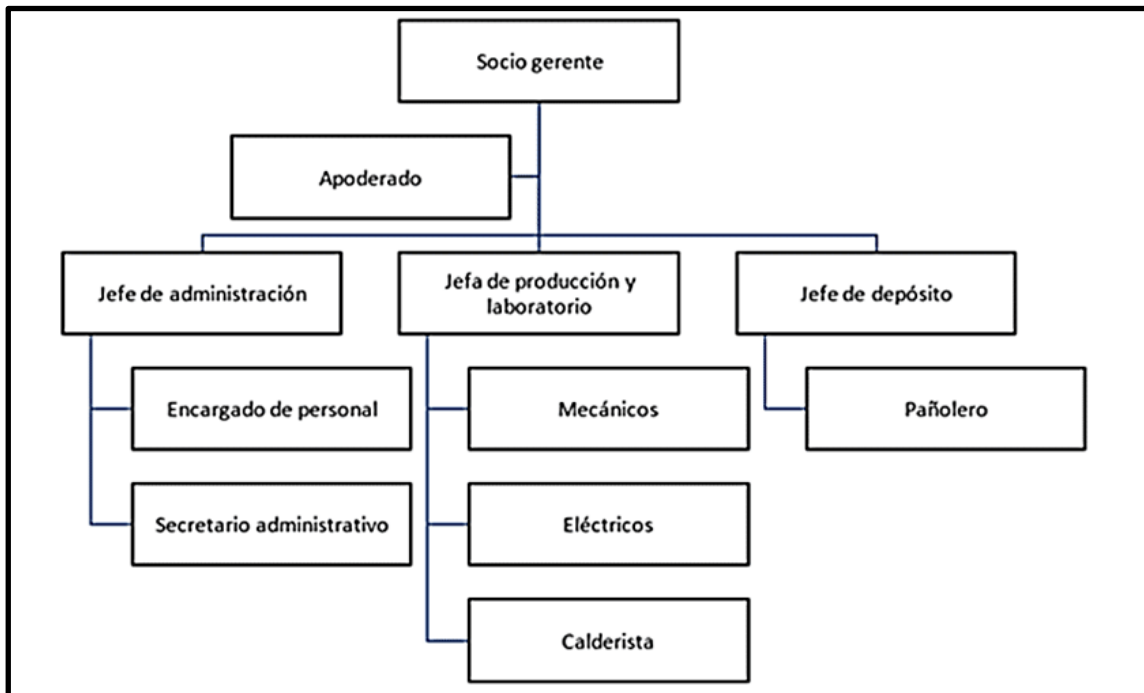 Socio gerente
Apoderado
Jefe de administración
Jefa de producción y
laboratorio
Jefe de depósito
Encargado de personal
Mecánicos
Pañolero
Secretario administrativo
Eléctricos
Calderista